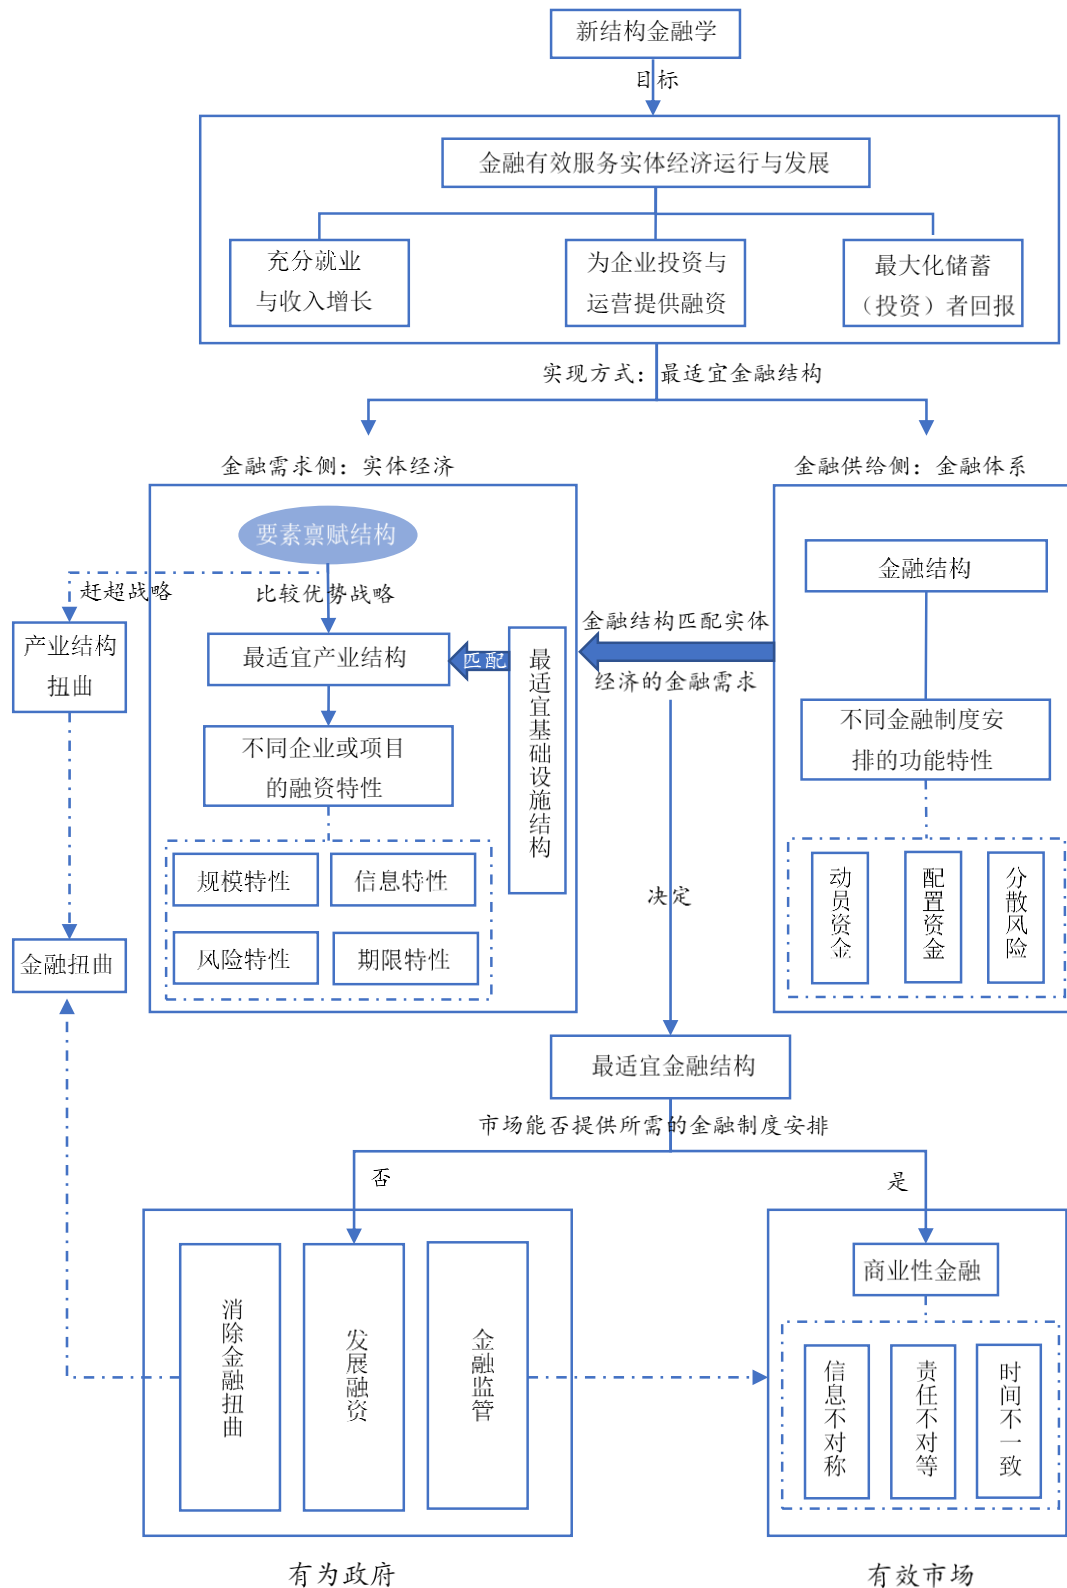 新结构金融学
目标
金融有效服务实体经济运行与发展
充分就业
与收入增长
为企业投资与
运营提供融资
最大化储蓄
（投资）者回报
实现方式：最适宜金融结构
金融需求侧：实体经济
金融供给侧：金融体系
要素禀赋结构
赶超战略
比较优势战略
产业结构
扭曲
最适宜产业结构
匹配
最适宜基础设施结构
不同企业或项目
的融资特性
规模特性
信息特性
风险特性
期限特性
金融扭曲
金融结构匹配实体
经济的金融需求
金融结构
不同金融制度安
排的功能特性
动员资金
配置资金
分散风险
决定
最适宜金融结构
市场能否提供所需的金融制度安排
否
是
消除金融扭曲
发展融资
金融监管
商业性金融
信息不对称
责任不对等
时间不一致
有为政府
有效市场